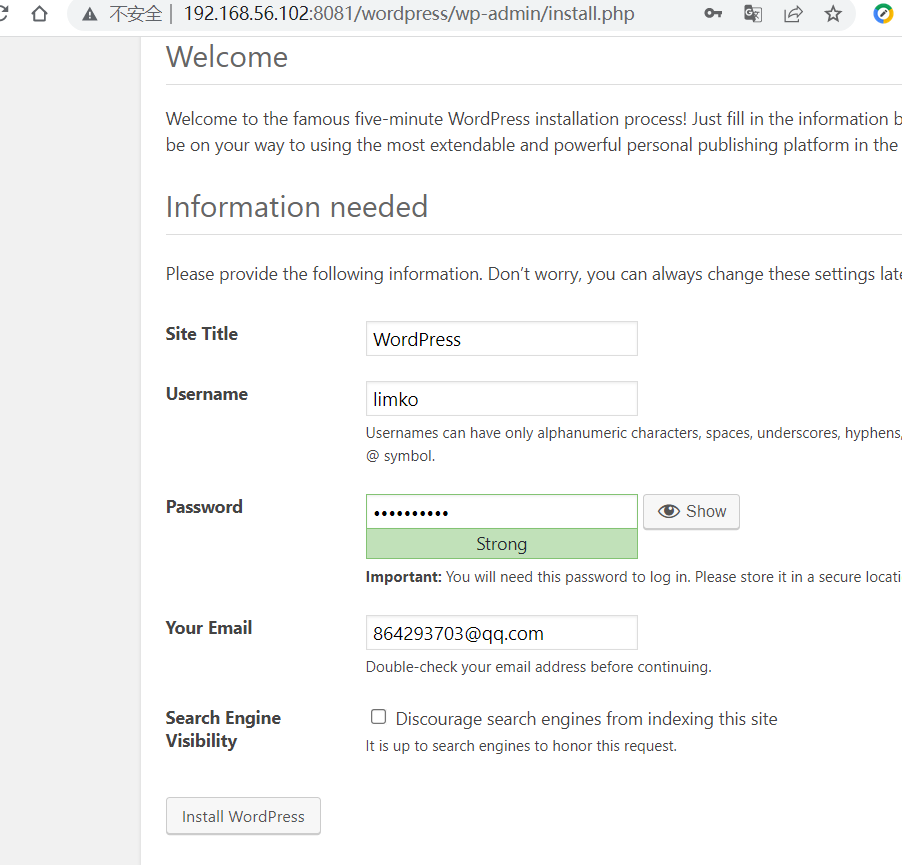 不安全 | 192.168.56.102:8081/wordpress/wp-admin/install.php
Welcome
Welcome to the famous five-minute WordPress installation process! Just fill in the information
be on your way to using the most extendable and powerful personal publishing platform in the
Information needed
Please provide the following information. Don’t worry, you can always change these settings
Site Title
WordPress
Username
limko
Usernames can have only alphanumeric characters, spaces, underscores, hyphens,
@ symbol.
Password
••••••••••
Show
Strong
Important: You will need this password to log in. Please store it in a secure
Your Email
864293703@qq.com
Double-check your email address before continuing.
Search Engine
Visibility
Discourage search engines from indexing this site
It is up to search engines to honor this request.
Install WordPress